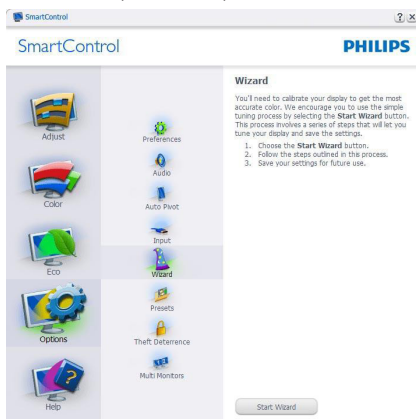 SmartControl
? x
SmartControl
PHILIPS
Adjust
Color
Eco
Options
Help
Preferences
Audio
Auto Pivot
Input
Wizard
Presets
Theft Deterrence
Multi Monitors
Wizard
You'll need to calibrate your display to get the most
accurate color. We encourage you to use the simple
tuning process by selecting the Start Wizard button.
This process involves a series of steps that will let you
tune your display and save the settings.
1. Choose the Start Wizard button.
2. Follow the steps outlined in this process.
3. Save your settings for future use.
Start Wizard